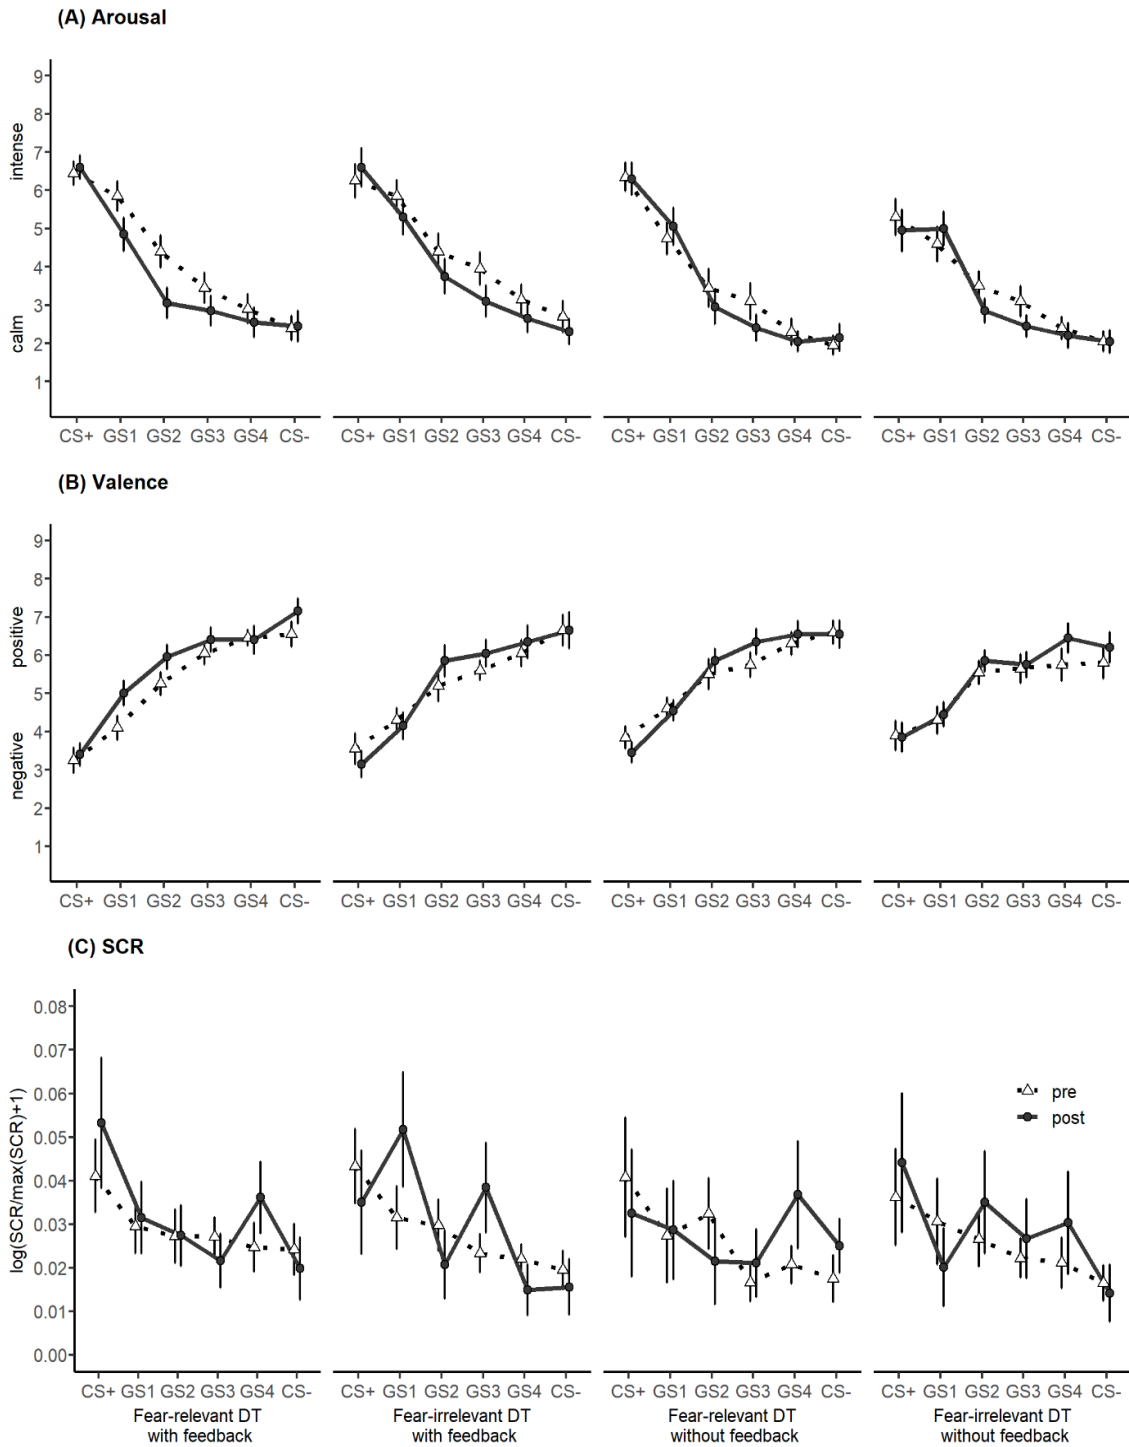 (A) Arousal
9
8
7
6
5
4
3
2
1
intense
calm
CS+ GS1 GS2 GS3 GS4 CS-
CS+ GS1 GS2 GS3 GS4 CS-
CS+ GS1 GS2 GS3 GS4 CS-
CS+ GS1 GS2 GS3 GS4 CS-
(B) Valence
9
8
7
6
5
4
3
2
1
positive
negative
CS+ GS1 GS2 GS3 GS4 CS-
CS+ GS1 GS2 GS3 GS4 CS-
CS+ GS1 GS2 GS3 GS4 CS-
CS+ GS1 GS2 GS3 GS4 CS-
(C) SCR
0.08
0.07
0.06
0.05
0.04
0.03
0.02
0.01
0.00
log(SCR/max(SCR)+1)
pre
post
CS+ GS1 GS2 GS3 GS4 CS-
Fear-relevant DT
with feedback
CS+ GS1 GS2 GS3 GS4 CS-
Fear-irrelevant DT
with feedback
CS+ GS1 GS2 GS3 GS4 CS-
Fear-relevant DT
without feedback
CS+ GS1 GS2 GS3 GS4 CS-
Fear-irrelevant DT
without feedback